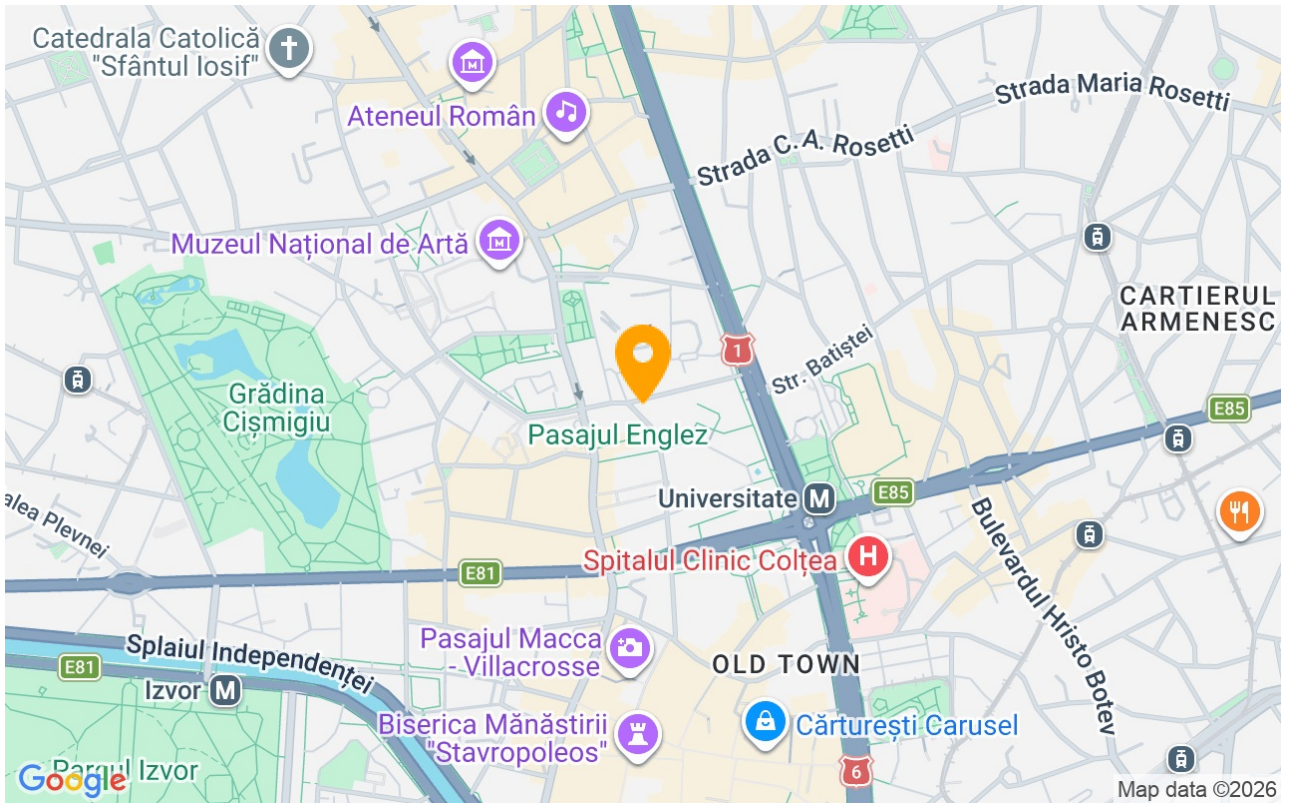 Catedrala Catolică
"Sfântul Iosif"
Ateneul Român
Strada Maria Rosetti
Strada C. A. Rosetti
Muzeul Național de Artă
CARTIERUL
ARMENESC
1
Str. Batiștei
Grădina
Cișmigiu
E85
Pasajul Englez
Universitate
M
E85
alea Plevnei
Bulevardul Hristo Botev
Spitalul Clinic Colțea
H
E81
Pasajul Macca
- Villacrosse
OLD TOWN
Splaiul Independenței
E81
Izvor
M
Biserica Mănăstirii
"Stavropoleos"
Cărturești Carusel
6
Parcul Izvor
Google
Map data ©2026